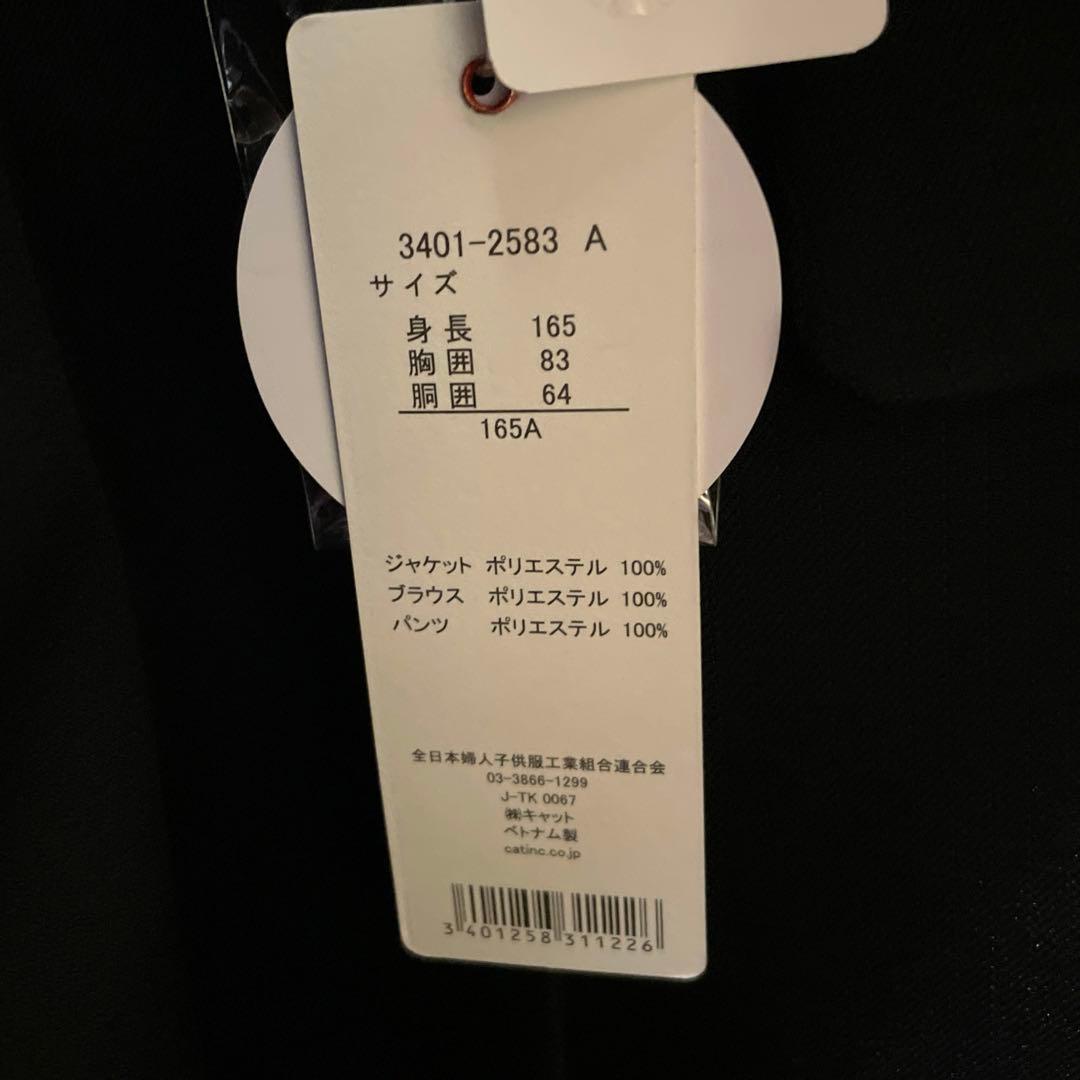 3401-2583 A
サイズ
身長 165
胸囲 83
胴囲 64
165A
ジャケット ポリエステル 100%
ブラウス ポリエステル 100%
パンツ ポリエステル 100%
全日本婦人子供服工業組合連合会
03-3866-1299
J-TK 0067
㈱キャット
ベトナム製
catinc.co.jp
3 401258 311226